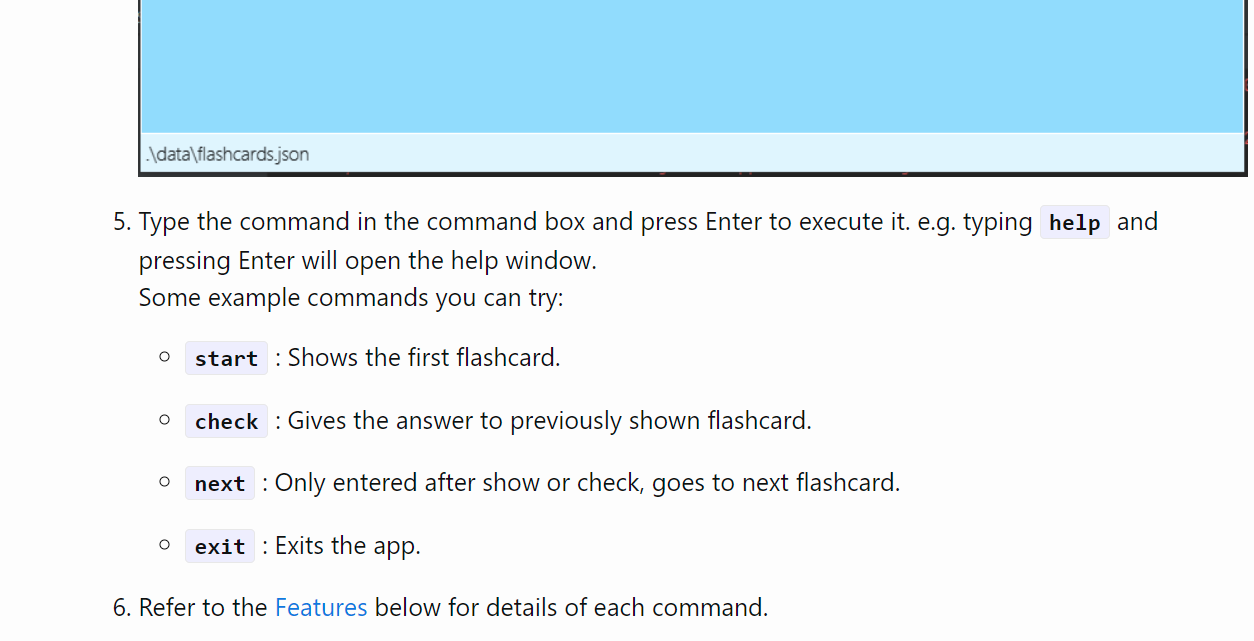 .\data\flashcards.json
5. Type the command in the command box and press Enter to execute it. e.g. typing help and
pressing Enter will open the help window.
Some example commands you can try:
start : Shows the first flashcard.
check : Gives the answer to previously shown flashcard.
next : Only entered after show or check, goes to next flashcard.
exit : Exits the app.
6. Refer to the Features below for details of each command.